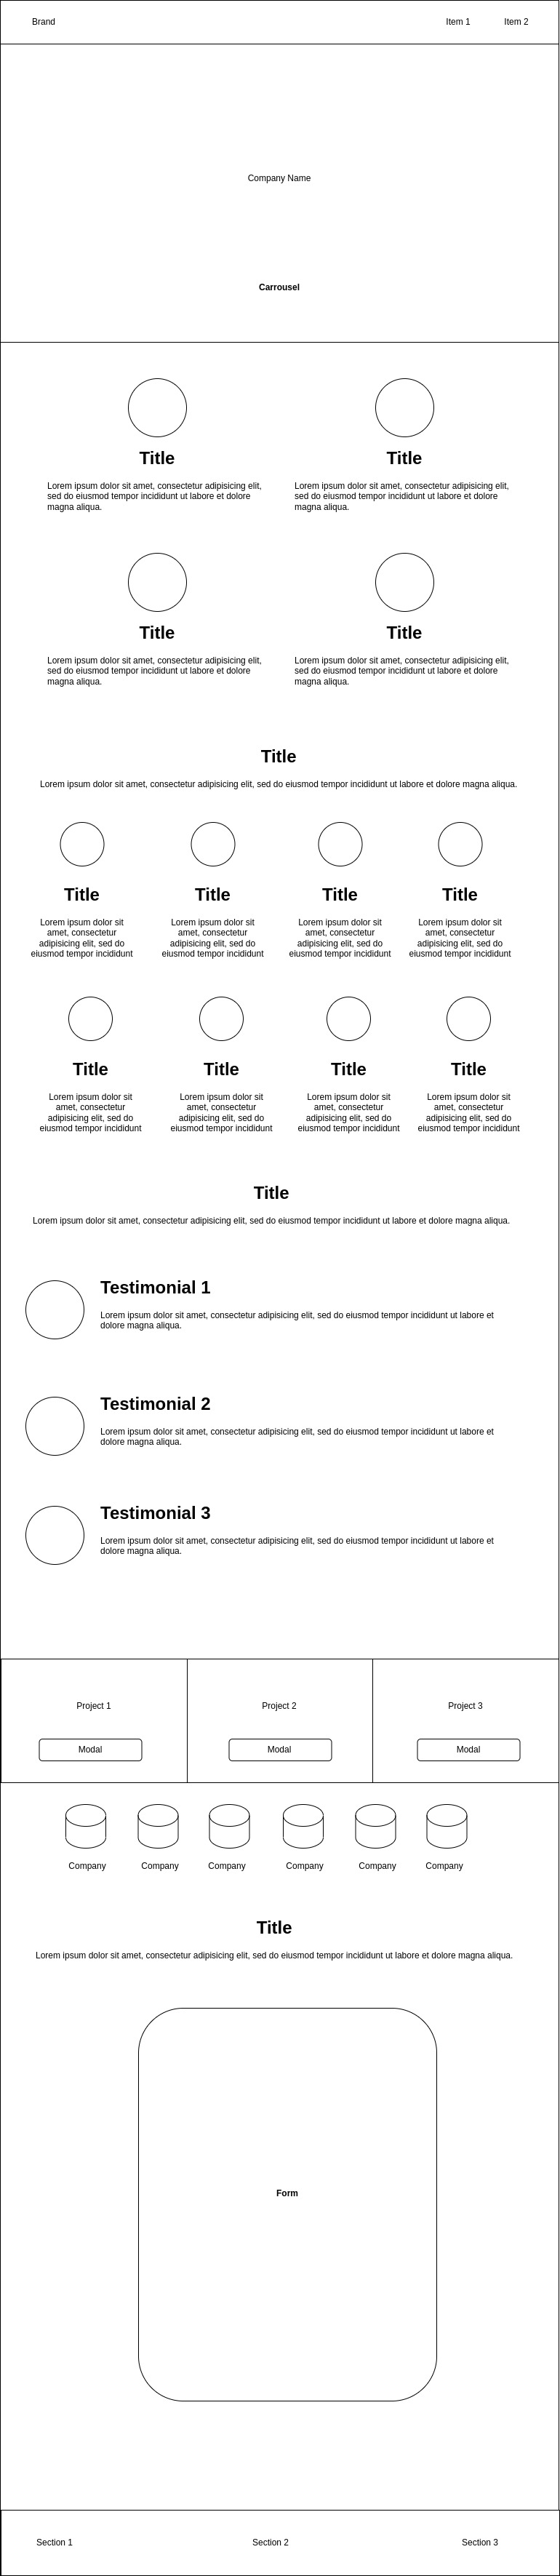 Brand
Item 1
Item 2
Company Name
Carrousel
Title
Lorem ipsum dolor sit amet, consectetur adipisicing elit,
sed do eiusmod tempor incididunt ut labore et dolore
magna aliqua.
Title
Lorem ipsum dolor sit amet, consectetur adipisicing elit,
sed do eiusmod tempor incididunt ut labore et dolore
magna aliqua.
Title
Lorem ipsum dolor sit amet, consectetur adipisicing elit,
sed do eiusmod tempor incididunt ut labore et dolore
magna aliqua.
Title
Lorem ipsum dolor sit amet, consectetur adipisicing elit,
sed do eiusmod tempor incididunt ut labore et dolore
magna aliqua.
Title
Lorem ipsum dolor sit amet, consectetur adipisicing elit, sed do eiusmod tempor incididunt ut labore et dolore magna aliqua.
Title
Lorem ipsum dolor sit
amet, consectetur
adipisicing elit, sed do
eiusmod tempor incididunt
Title
Lorem ipsum dolor sit
amet, consectetur
adipisicing elit, sed do
eiusmod tempor incididunt
Title
Lorem ipsum dolor sit
amet, consectetur
adipisicing elit, sed do
eiusmod tempor incididunt
Title
Lorem ipsum dolor sit
amet, consectetur
adipisicing elit, sed do
eiusmod tempor incididunt
Title
Lorem ipsum dolor sit
amet, consectetur
adipisicing elit, sed do
eiusmod tempor incididunt
Title
Lorem ipsum dolor sit
amet, consectetur
adipisicing elit, sed do
eiusmod tempor incididunt
Title
Lorem ipsum dolor sit
amet, consectetur
adipisicing elit, sed do
eiusmod tempor incididunt
Title
Lorem ipsum dolor sit
amet, consectetur
adipisicing elit, sed do
eiusmod tempor incididunt
Title
Lorem ipsum dolor sit amet, consectetur adipisicing elit, sed do eiusmod tempor incididunt ut labore et dolore magna aliqua.
Testimonial 1
Lorem ipsum dolor sit amet, consectetur adipisicing elit, sed do eiusmod tempor incididunt ut labore et
dolore magna aliqua.
Testimonial 2
Lorem ipsum dolor sit amet, consectetur adipisicing elit, sed do eiusmod tempor incididunt ut labore et
dolore magna aliqua.
Testimonial 3
Lorem ipsum dolor sit amet, consectetur adipisicing elit, sed do eiusmod tempor incididunt ut labore et
dolore magna aliqua.
Project 1
Modal
Project 2
Modal
Project 3
Modal
Company
Company
Company
Company
Company
Company
Title
Lorem ipsum dolor sit amet, consectetur adipisicing elit, sed do eiusmod tempor incididunt ut labore et dolore magna aliqua.
Form
Section 1
Section 2
Section 3